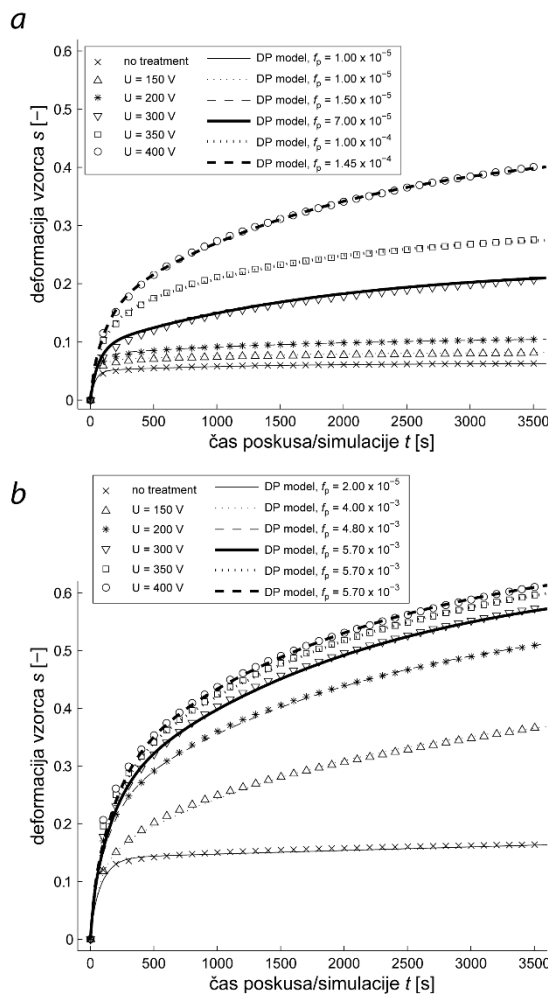 a
0.6
0.5
0.4
0.3
0.2
0.1
0
deformacija vzorca s [–]
no treatment
U = 150 V
U = 200 V
U = 300 V
U = 350 V
U = 400 V
DP model, fp = 1.00 x 10⁻⁵
DP model, fp = 1.00 x 10⁻⁵
DP model, fp = 1.50 x 10⁻⁵
DP model, fp = 7.00 x 10⁻⁵
DP model, fp = 1.00 x 10⁻⁴
DP model, fp = 1.45 x 10⁻⁴
0 500 1000 1500 2000 2500 3000 3500
čas poskusa/simulacije t [s]
b
0.6
0.5
0.4
0.3
0.2
0.1
0
deformacija vzorca s [–]
no treatment
U = 150 V
U = 200 V
U = 300 V
U = 350 V
U = 400 V
DP model, fp = 2.00 x 10⁻⁵
DP model, fp = 4.00 x 10⁻³
DP model, fp = 4.80 x 10⁻³
DP model, fp = 5.70 x 10⁻³
DP model, fp = 5.70 x 10⁻³
DP model, fp = 5.70 x 10⁻³
0 500 1000 1500 2000 2500 3000 3500
čas poskusa/simulacije t [s]